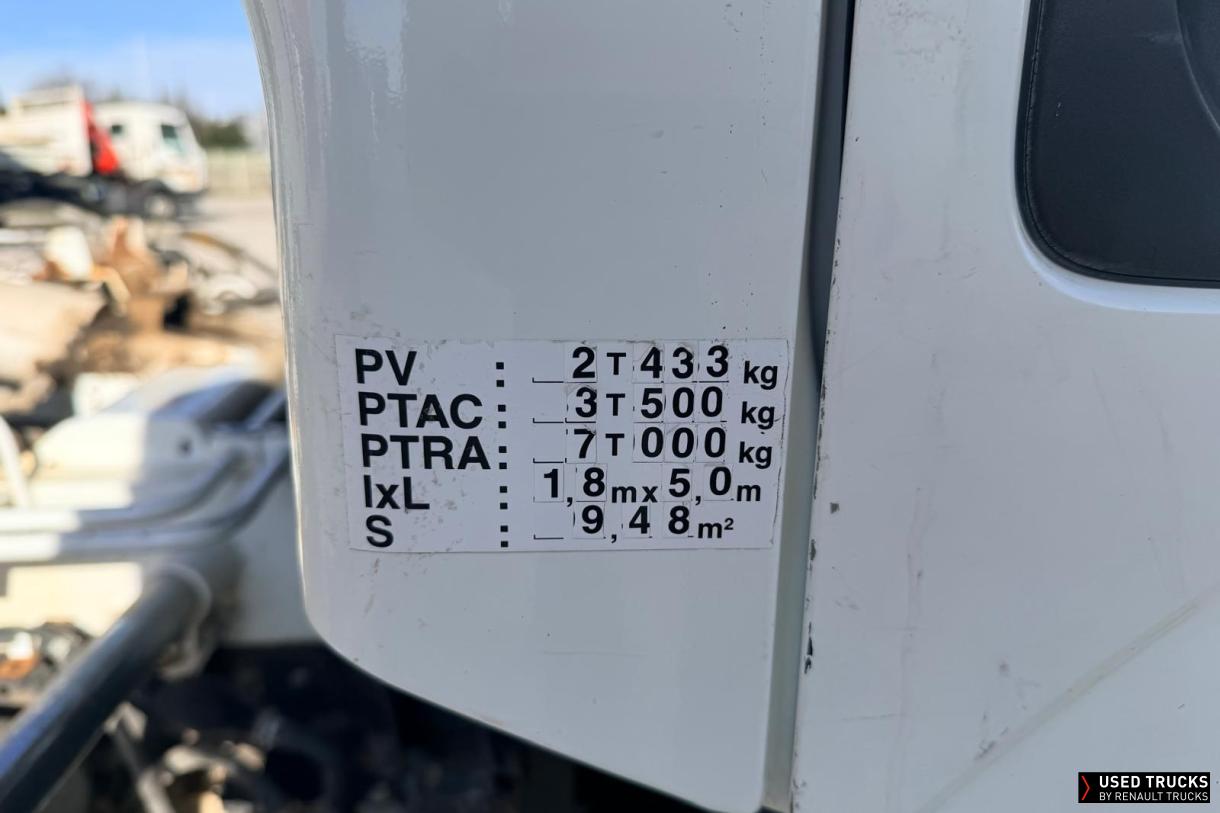 PV : _ 2 T 433 kg
PTAC : _ 3 T 500 kg
PTRA : _ 7 T 000 kg
lxL : 1,8 m x 5,0 m
S : _ 9,48 m²
USED TRUCKS
BY RENAULT TRUCKS